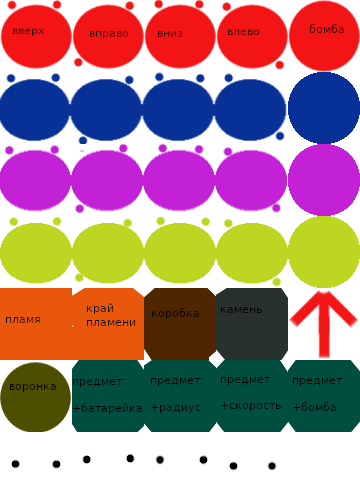 вверх
вправо
вниз
влево
бомба
пламя
край
пламени
коробка
камень
воронка
предмет:
+батарейка
предмет:
+радиус
предмет:
+скорость
предмет:
+бомба